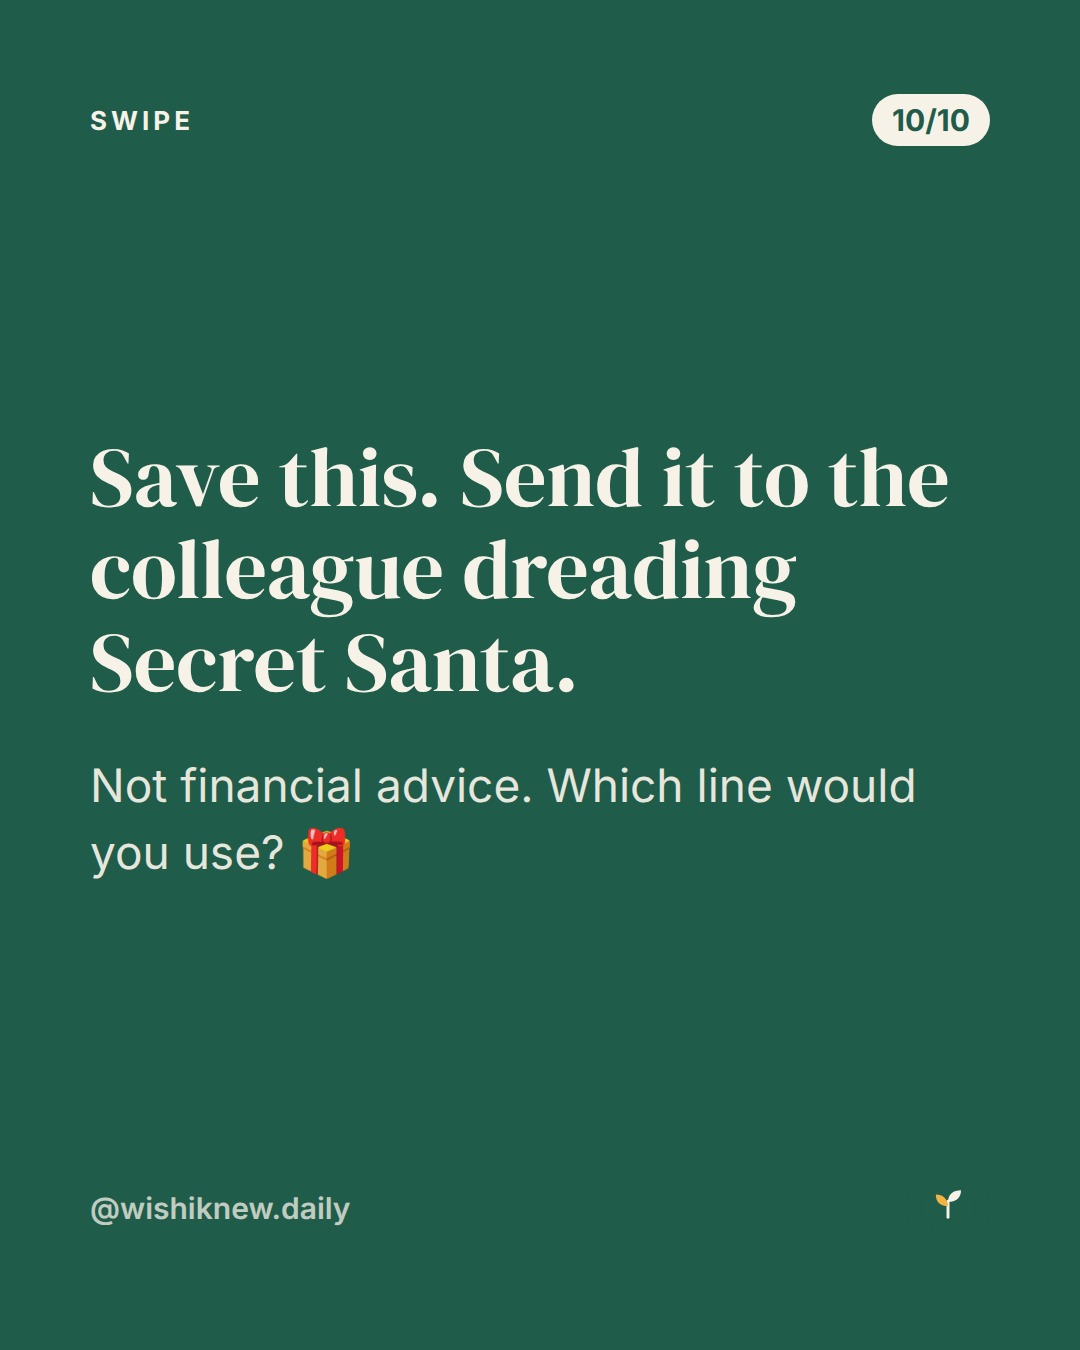 SWIPE
10/10
Save this. Send it to the
colleague dreading
Secret Santa.
Not financial advice. Which line would
you use? 🎁
@wishiknew.daily